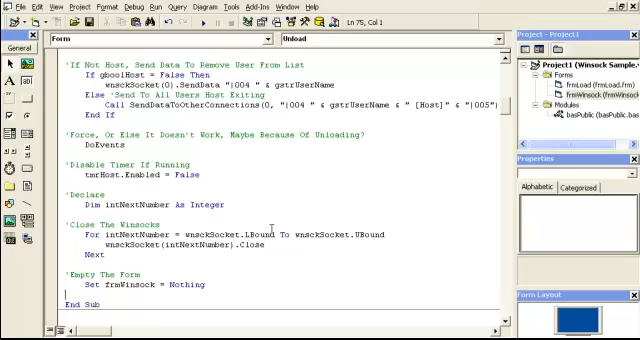 File Edit View Project Format Debug Run Query Diagram Tools Add-Ins Window Help
Ln 75, Col 1
General
Form
Unload
'If Not Host, Send Data To Remove User From List
If gboolHost = False Then
wnsckSocket(0).SendData "|004 " & gstrUserName
Else 'Send To All Users Host Exiting
Call SendDataToOtherConnections(0, "|004 " & gstrUserName & " [Host]" & "|005")
End If
'Force, Or Else It Doesn't Work, Maybe Because Of Unloading?
DoEvents
'Disable Timer If Running
tmrHost.Enabled = False
'Declare
Dim intNextNumber As Integer
'Close The Winsocks
For intNextNumber = wnsckSocket.LBound To wnsckSocket.UBound
wnsckSocket(intNextNumber).Close
Next
'Empty The Form
Set frmWinsock = Nothing
End Sub
Project - Project1
Project1 (Winsock Sample.
Forms
frmLoad (frmLoad.frm)
frmWinsock (frmWinsock
Modules
basPublic (basPublic.bas)
Properties
Alphabetic Categorized
Form Layout